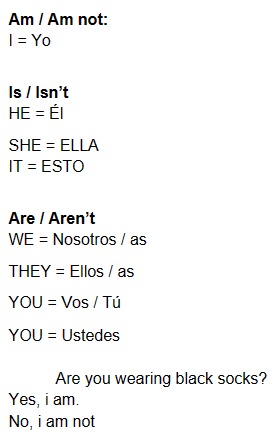 Am / Am not:
I = Yo
Is / Isn't
HE = Él
SHE = ELLA
IT = ESTO
Are / Aren't
WE = Nosotros / as
THEY = Ellos / as
YOU = Vos / Tú
YOU = Ustedes
Are you wearing black socks?
Yes, i am.
No, i am not